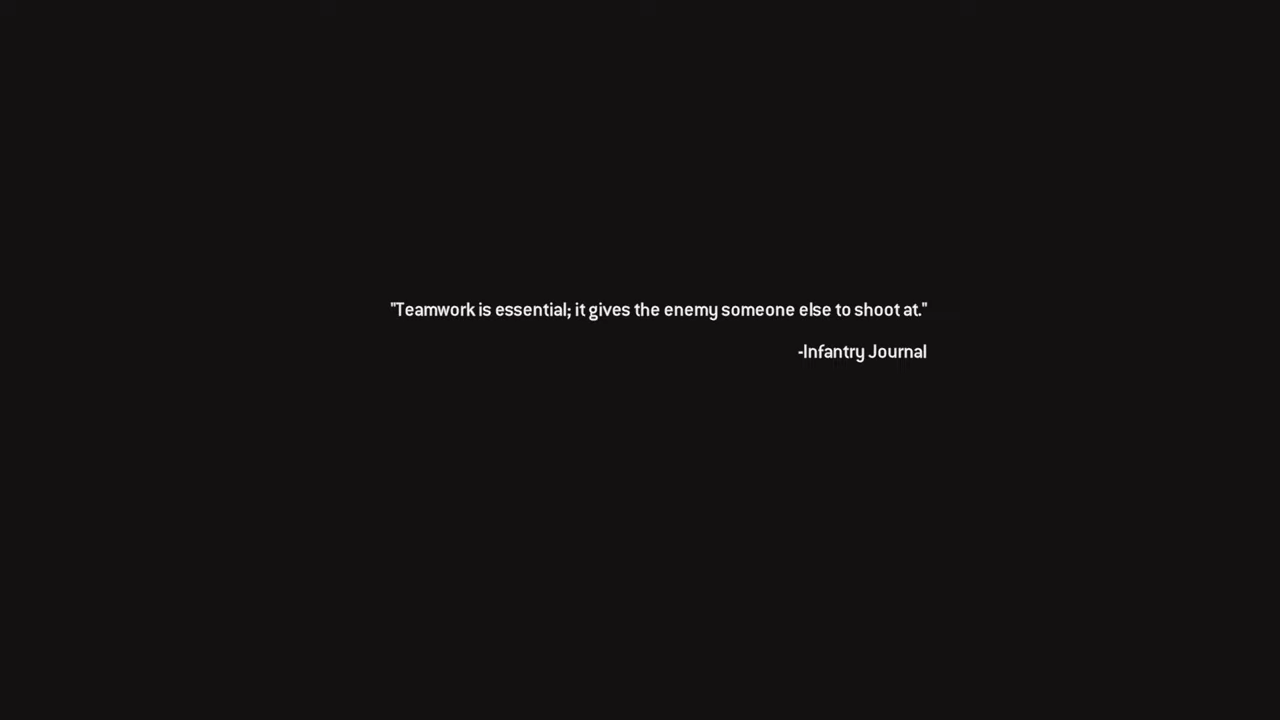 "Teamwork is essential; it gives the enemy someone else to shoot at."
-Infantry Journal